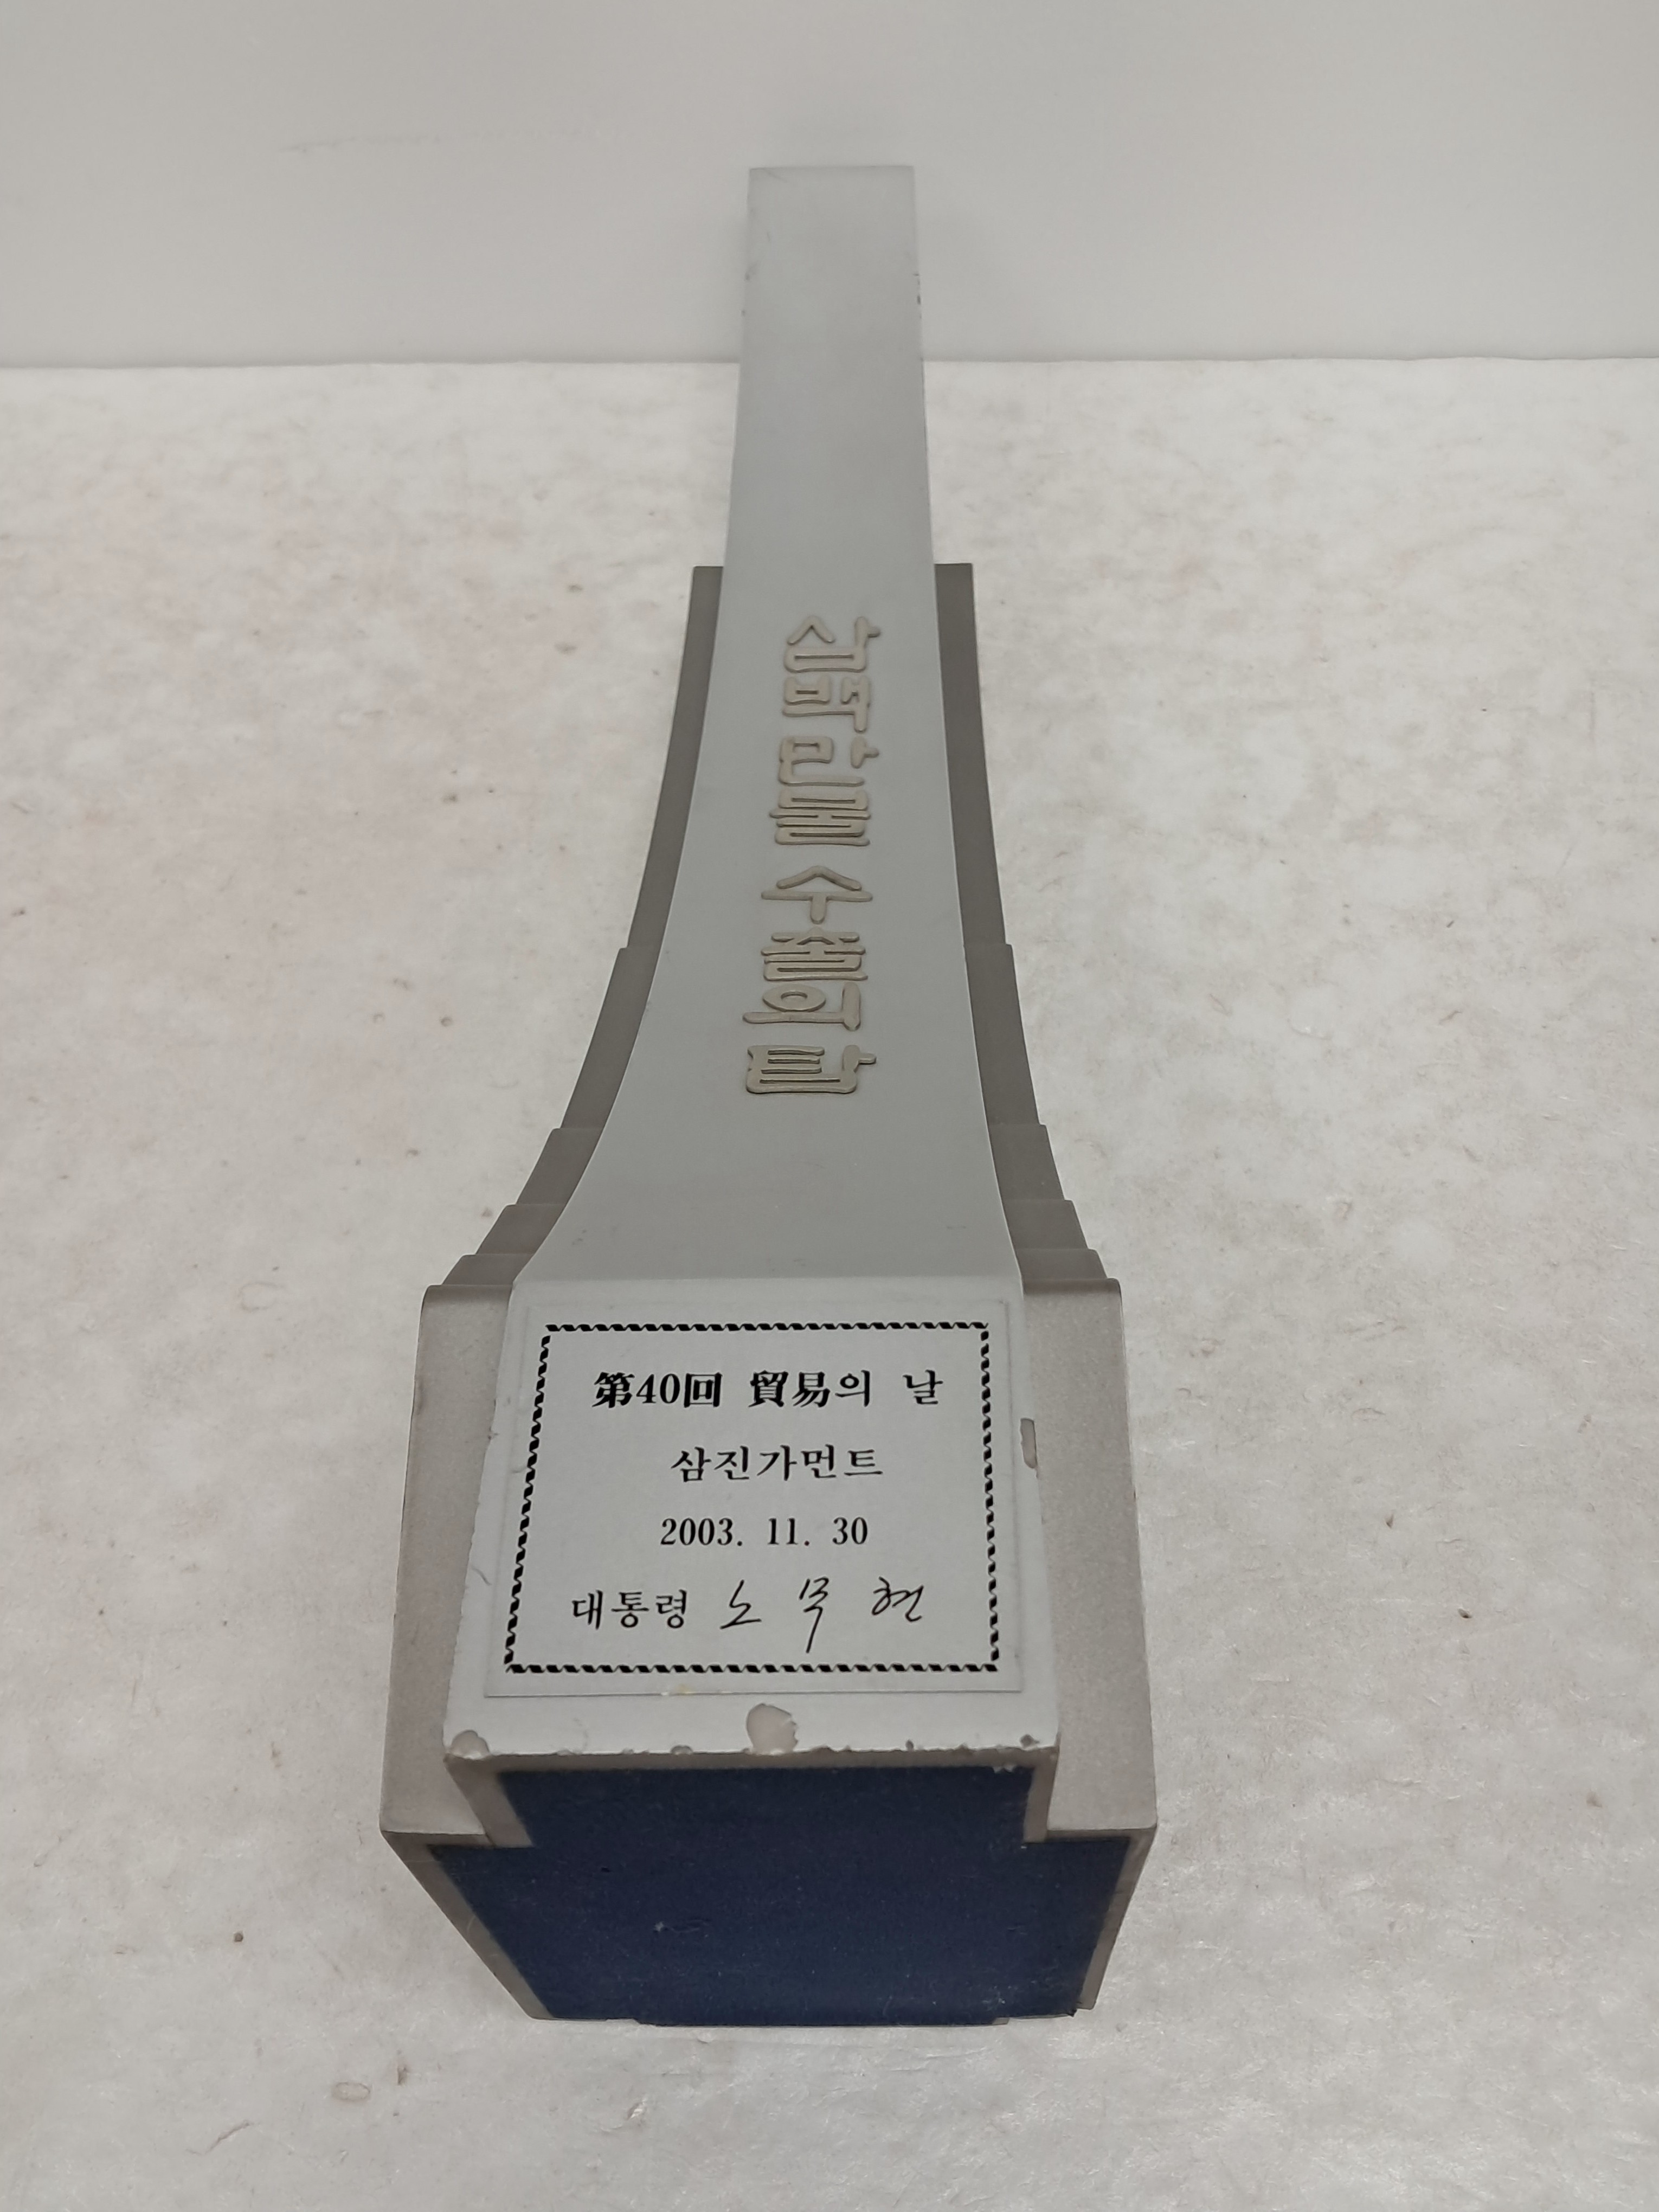 삼백만불 수출의 탑
第40回 貿易의 날
삼진가먼트
2003. 11. 30
대통령 노무현